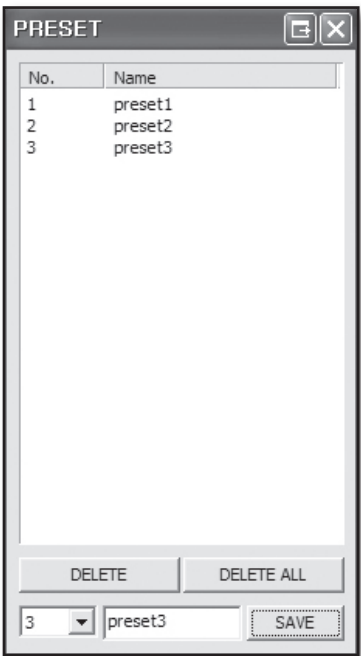 PRESET
No. Name
1 preset1
2 preset2
3 preset3
DELETE DELETE ALL
3 preset3 SAVE